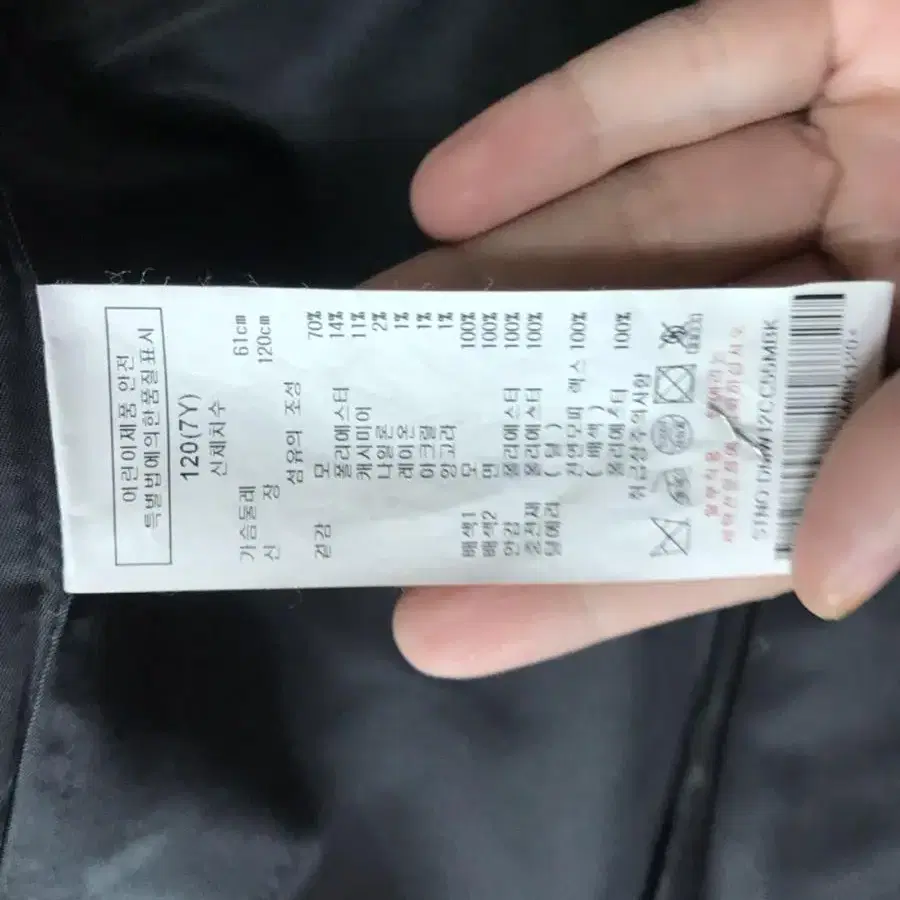 어린이제품 안전
특별법에의한품질표시
120(7Y)
신체치수
가슴둘레 61cm
신 장 120cm
섬유의 조성
겉감 모 70%
폴리에스터 14%
캐시미어 11%
나일론 2%
레이온 1%
아크릴 1%
앙고라 1%
배색1 모 100%
배색2 면 100%
안감 폴리에스터 100%
충전재 폴리에스터 100%
( 털 )
천연모피 렉스 100%
( 배색 )
폴리에스터 100%
취급상주의사항